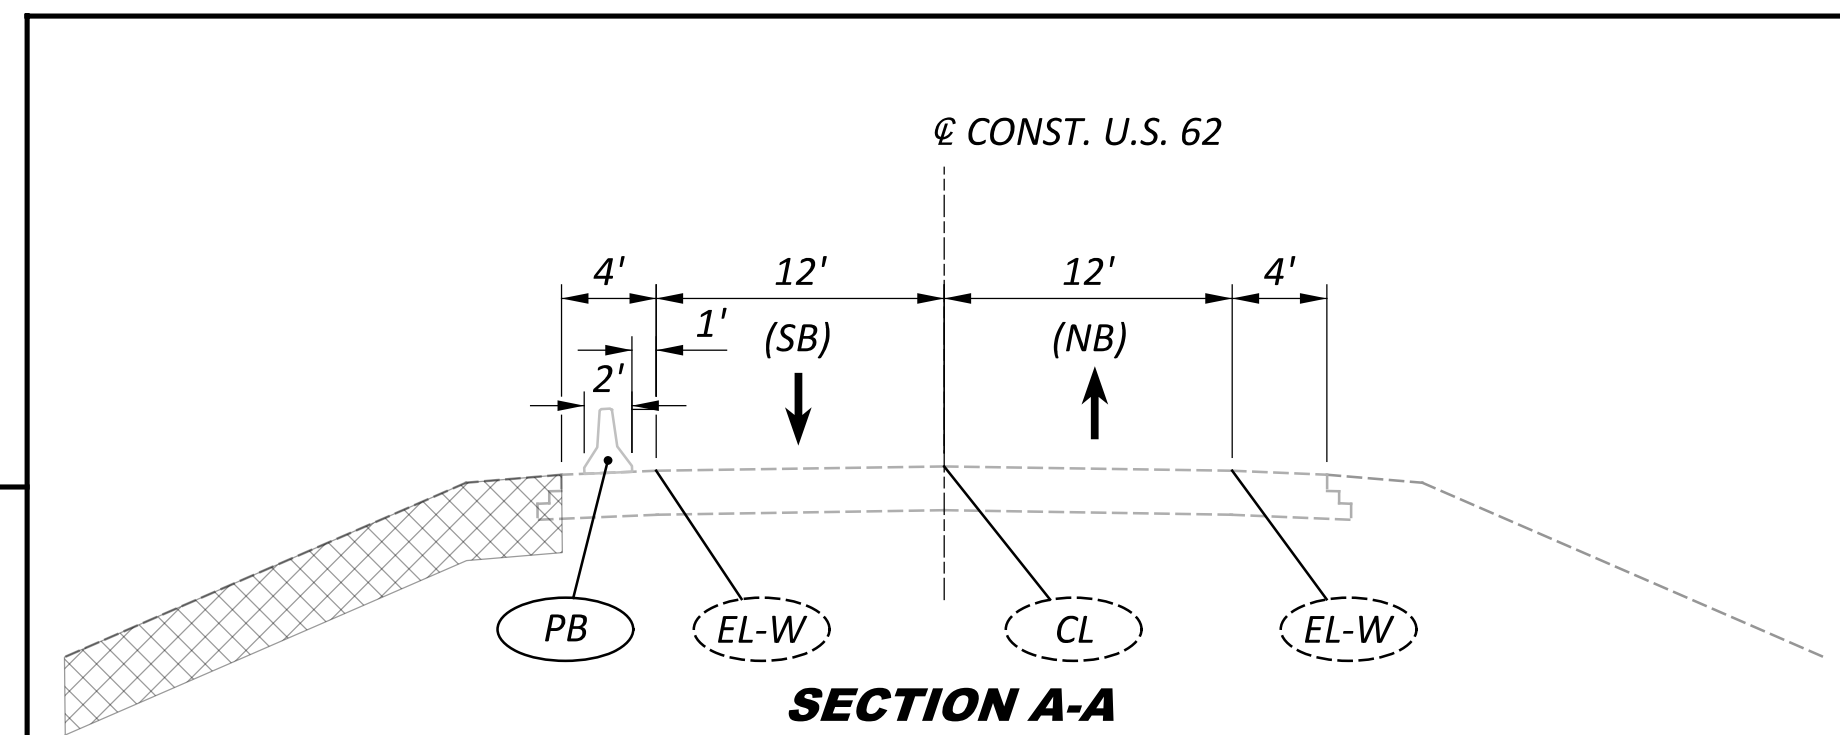 ℄ CONST. U.S. 62
4' 12' 12' 4'
1'
(SB) (NB)
2'
PB EL-W CL EL-W
SECTION A-A